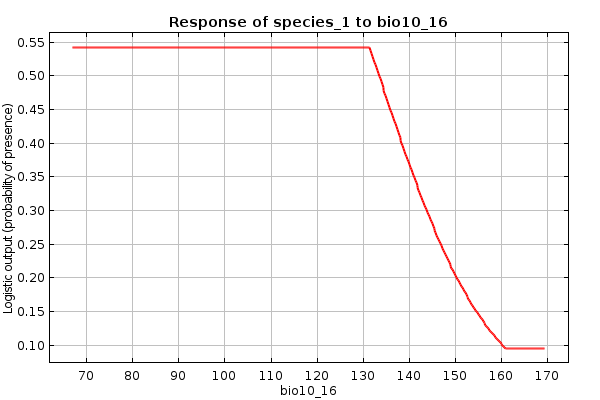 Response of species_1 to bio10_16
Logistic output (probability of presence)
0.55
0.50
0.45
0.40
0.35
0.30
0.25
0.20
0.15
0.10
70 80 90 100 110 120 130 140 150 160 170
bio10_16